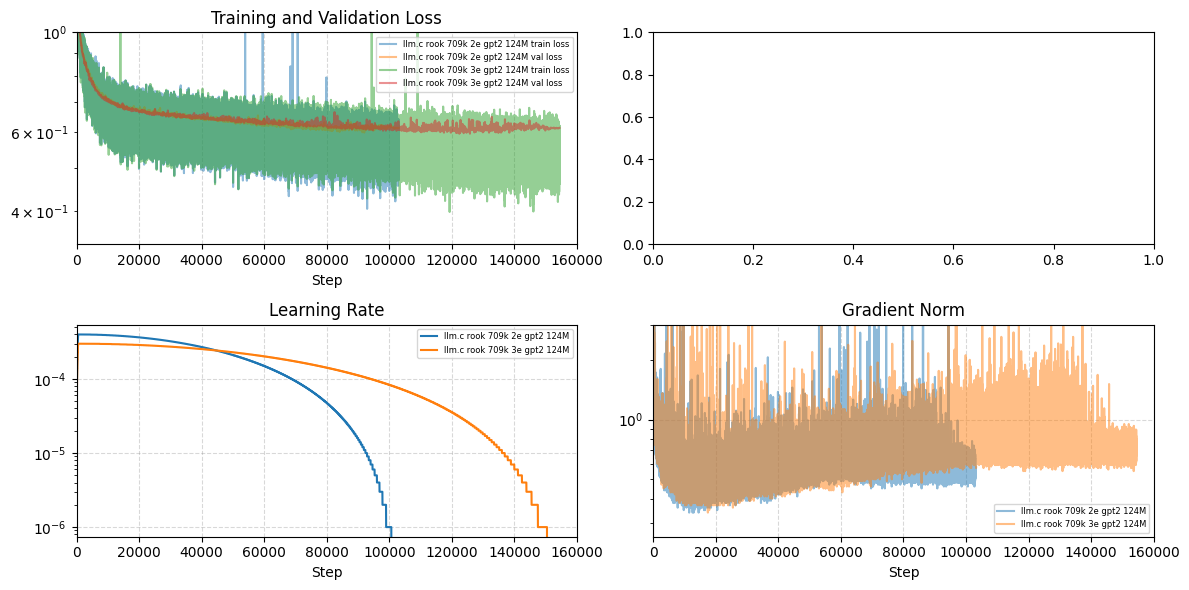 Training and Validation Loss
10^0
6 × 10^-1
4 × 10^-1
llm.c rook 709k 2e gpt2 124M train loss
llm.c rook 709k 2e gpt2 124M val loss
llm.c rook 709k 3e gpt2 124M train loss
llm.c rook 709k 3e gpt2 124M val loss
0 20000 40000 60000 80000 100000 120000 140000 160000
Step
1.0
0.8
0.6
0.4
0.2
0.0
0.0 0.2 0.4 0.6 0.8 1.0
Learning Rate
10^-4
10^-5
10^-6
llm.c rook 709k 2e gpt2 124M
llm.c rook 709k 3e gpt2 124M
0 20000 40000 60000 80000 100000 120000 140000 160000
Step
Gradient Norm
10^0
llm.c rook 709k 2e gpt2 124M
llm.c rook 709k 3e gpt2 124M
0 20000 40000 60000 80000 100000 120000 140000 160000
Step